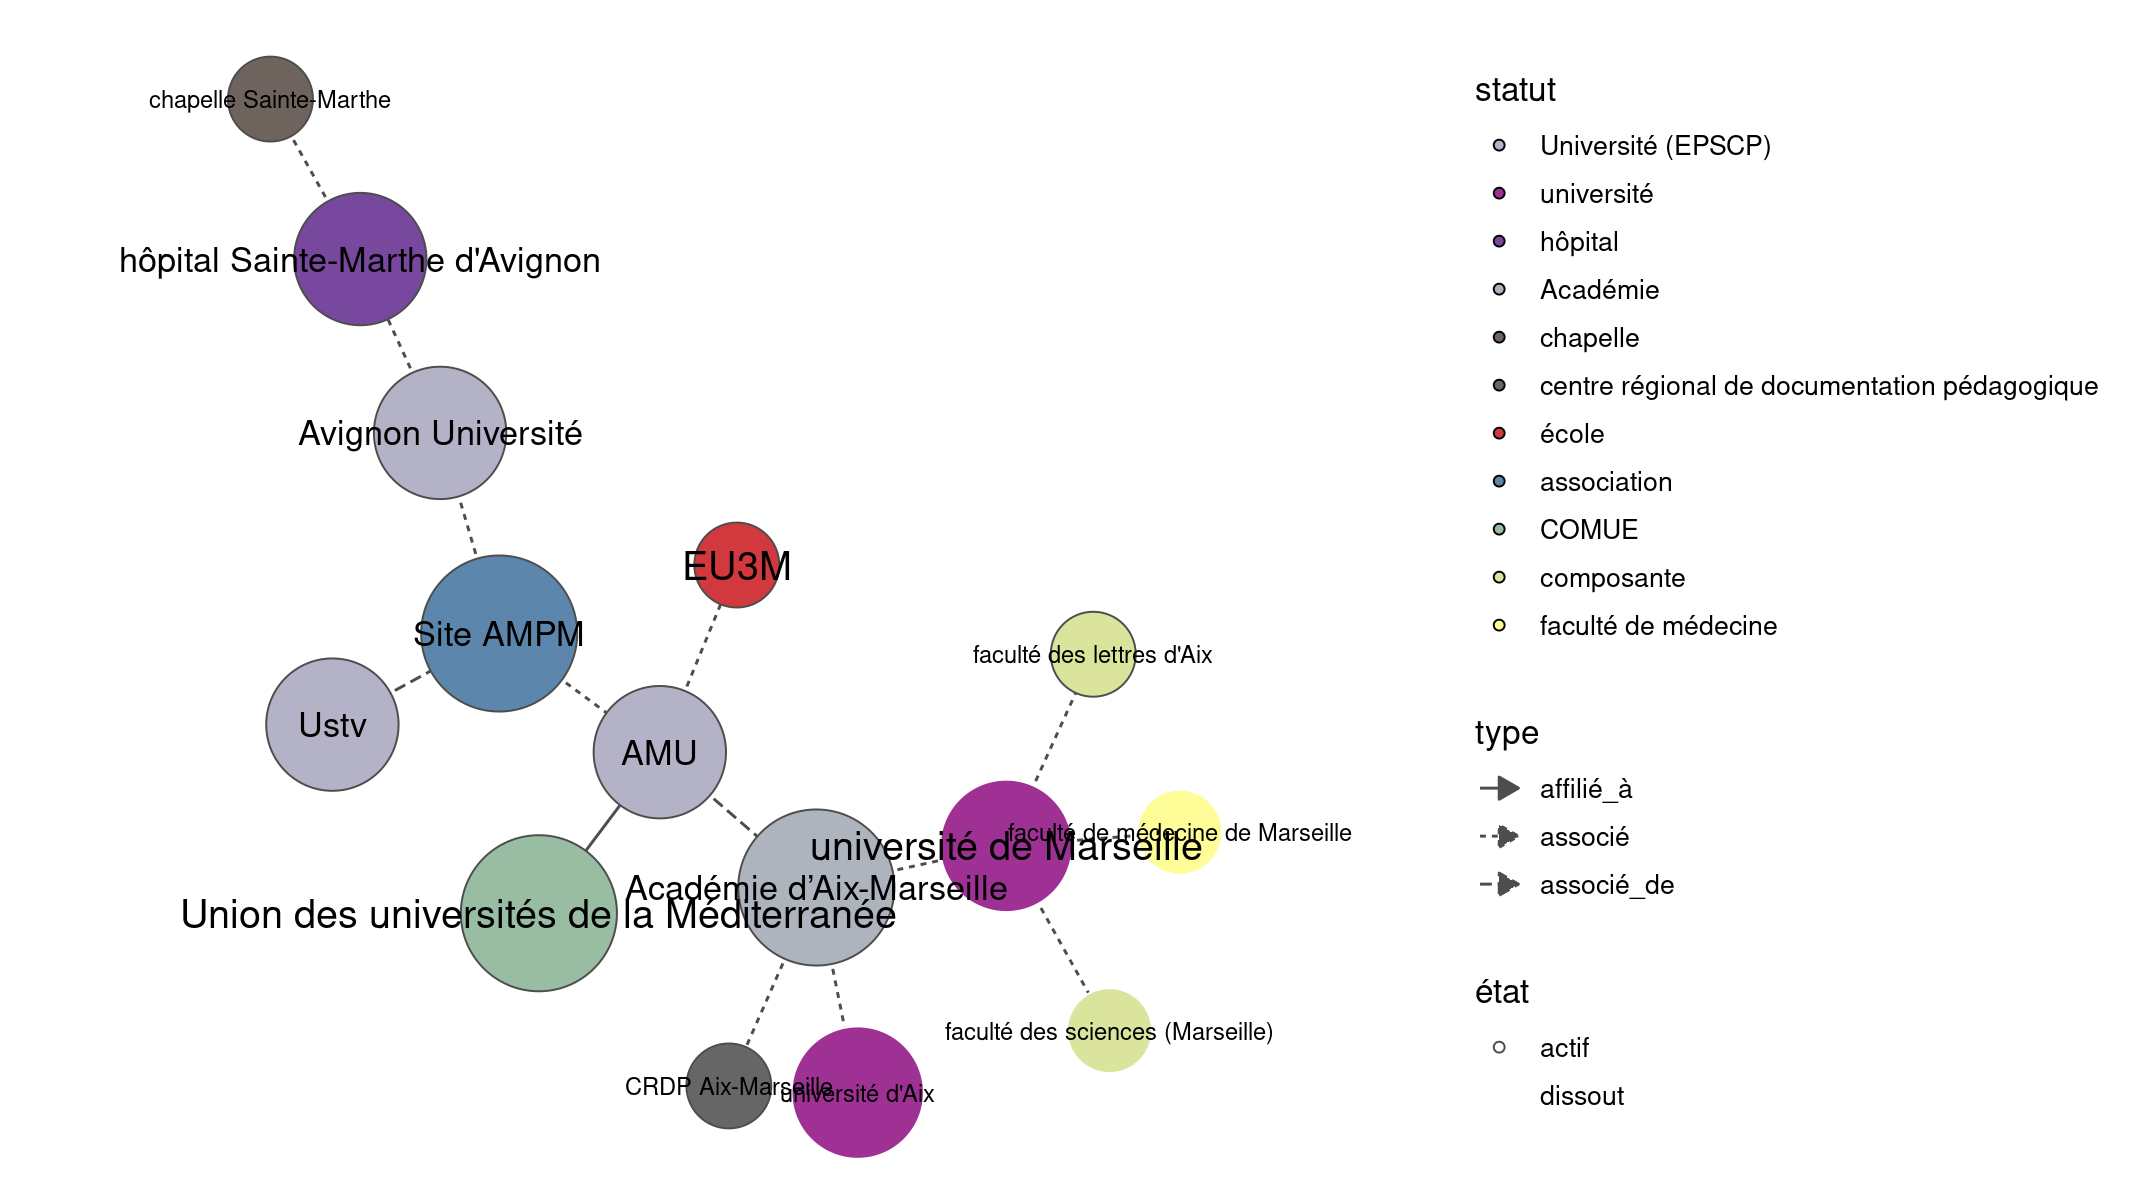 chapelle Sainte-Marthe
hôpital Sainte-Marthe d'Avignon
Avignon Université
EU3M
Site AMPM
faculté des lettres d'Aix
Ustv
AMU
faculté de médecine de Marseille
université de Marseille
Académie d’Aix-Marseille
Union des universités de la Méditerranée
faculté des sciences (Marseille)
CRDP Aix-Marseille
université d'Aix
statut
Université (EPSCP)
université
hôpital
Académie
chapelle
centre régional de documentation pédagogique
école
association
COMUE
composante
faculté de médecine
type
affilié_à
associé
associé_de
état
actif
dissout